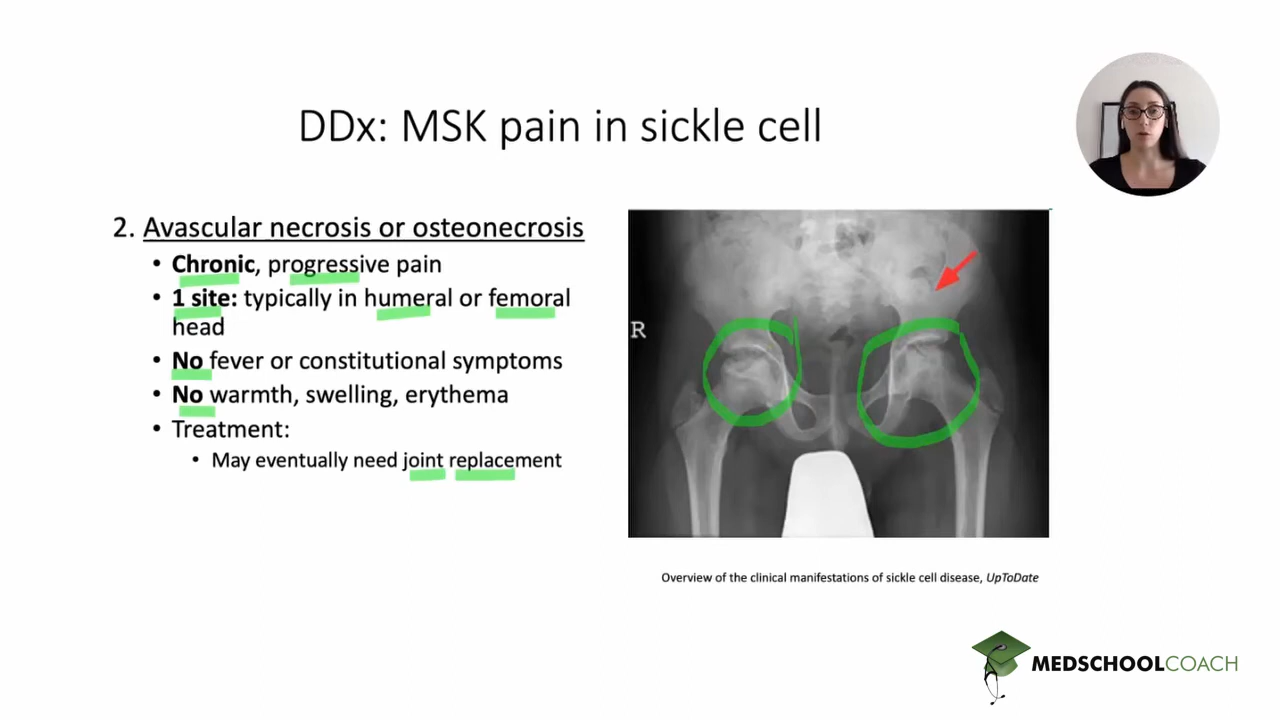 DDx: MSK pain in sickle cell
2. Avascular necrosis or osteonecrosis
• Chronic, progressive pain
• 1 site: typically in humeral or femoral
head
• No fever or constitutional symptoms
• No warmth, swelling, erythema
• Treatment:
• May eventually need joint replacement
R
Overview of the clinical manifestations of sickle cell disease, UpToDate
MEDSCHOOLCOACH